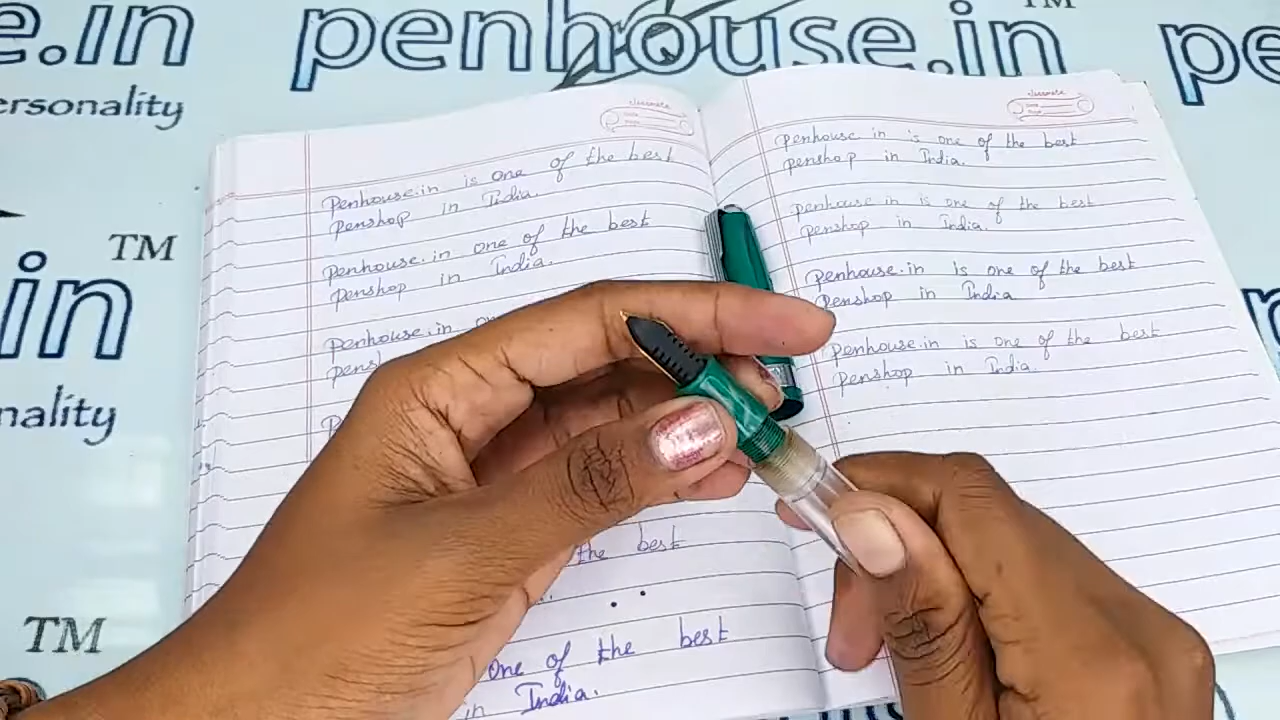 e.in penhouse.in TM pe
ersonality
TM
in
nality
TM
classmate
Penhouse.in is one of the best
Penshop in India.
Penhouse.in one of the best
Penshop in India.
Penhouse.in
the best
one of the best
in India.
classmate
Penhouse in is one of the best
penshop in India.
penhouse in is one of the best
penshop in India.
Penhouse.in is one of the best
Penshop in India
Penhouse.in is one of the best
Penshop in India.